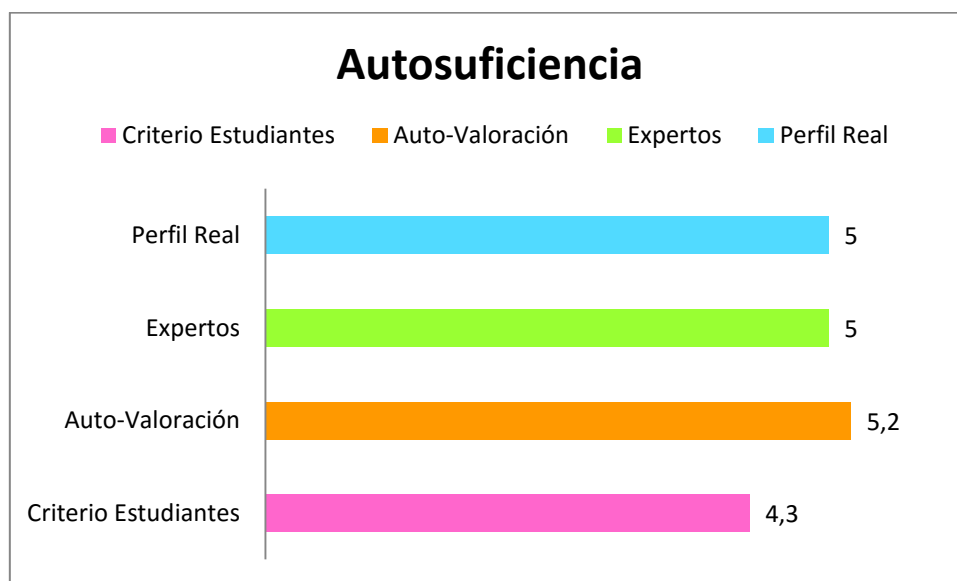 Autosuficiencia
Criterio Estudiantes Auto-Valoración Expertos Perfil Real
Perfil Real 5
Expertos 5
Auto-Valoración 5,2
Criterio Estudiantes 4,3